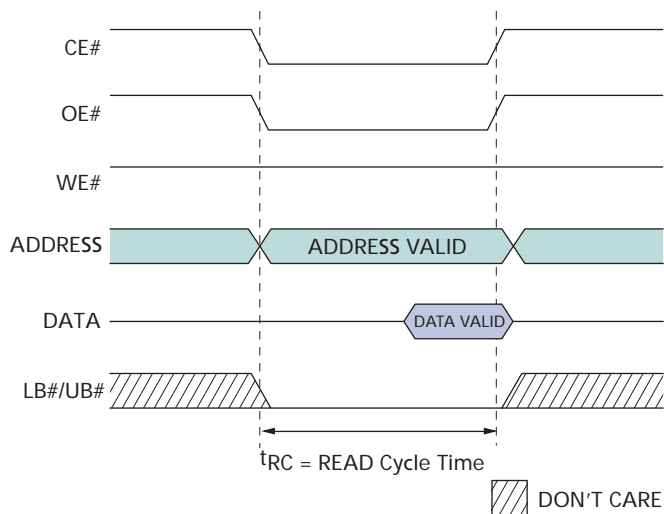 CE#
OE#
WE#
ADDRESS
ADDRESS VALID
DATA
DATA VALID
LB#/UB#
tRC = READ Cycle Time
DON'T CARE